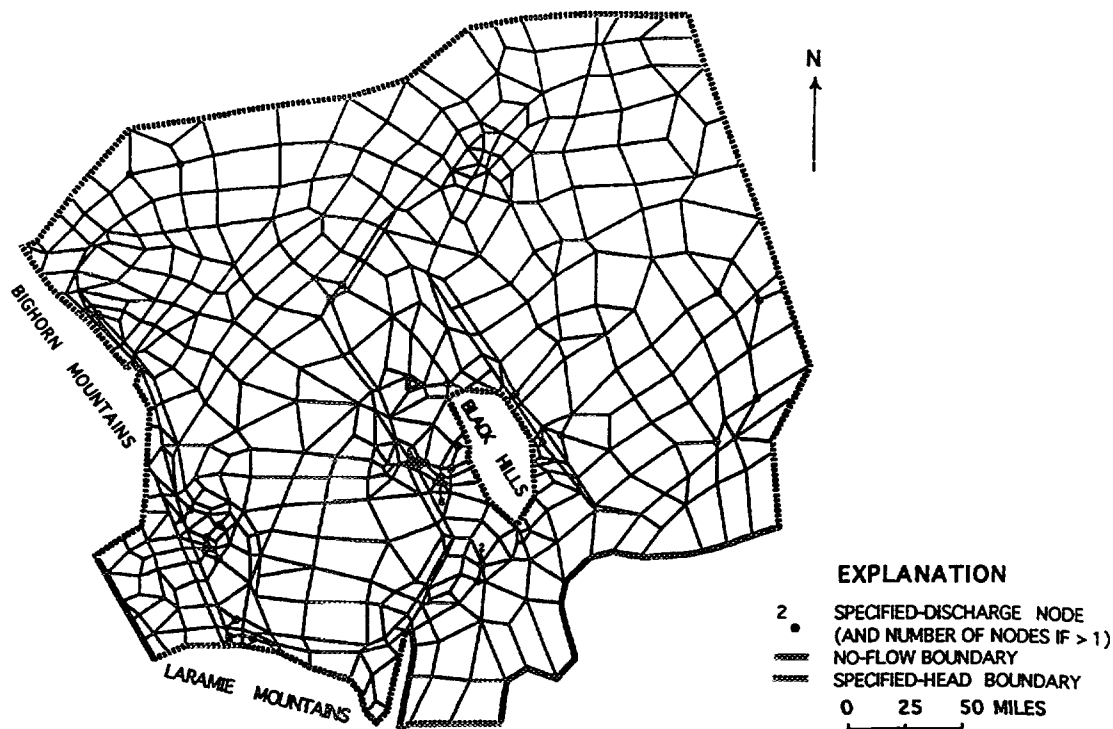 N
BIGHORN MOUNTAINS
BLACK HILLS
2
LARAMIE MOUNTAINS
EXPLANATION
2 SPECIFIED-DISCHARGE NODE
(AND NUMBER OF NODES IF > 1)
NO-FLOW BOUNDARY
SPECIFIED-HEAD BOUNDARY
0 25 50 MILES